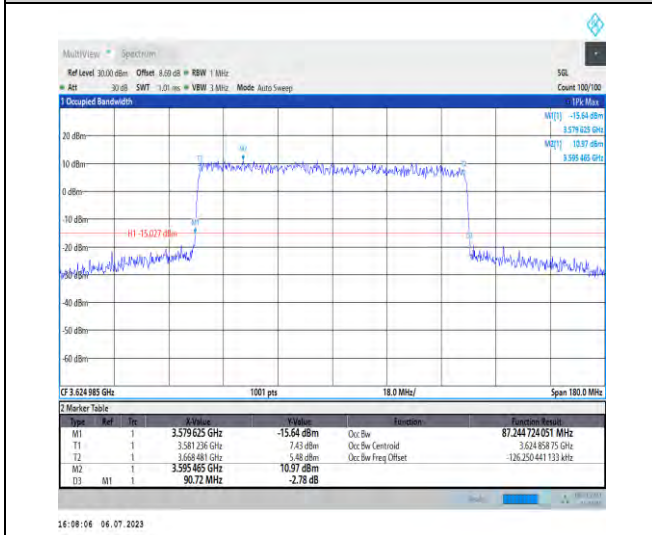 MultiView Spectrum
Ref Level 30.00 dBm Offset 8.69 dB RBW 1 MHz SGL
Att 30 dB SWT 1.01 ms VBW 3 MHz Mode Auto Sweep Count 100/100
1 Occupied Bandwidth 1Pk Max
M1[1] -15.64 dBm
3.579 625 GHz
M2[1] 10.97 dBm
3.595 465 GHz
20 dBm
10 dBm
0 dBm
-10 dBm
H1 -15.027 dBm
-20 dBm
-30 dBm
-40 dBm
-50 dBm
-60 dBm
T1
M2
T2
M1
D3
CF 3.624 985 GHz 1001 pts 18.0 MHz/ Span 180.0 MHz
2 Marker Table
Type Ref Trc X-Value Y-Value Function Function Result
M1 1 3.579 625 GHz -15.64 dBm Occ Bw 87.244 724 051 MHz
T1 1 3.581 236 GHz 7.43 dBm Occ Bw Centroid 3.624 858 75 GHz
T2 1 3.668 481 GHz 5.48 dBm Occ Bw Freq Offset -126.250 441 133 kHz
M2 1 3.595 465 GHz 10.97 dBm
D3 M1 1 90.72 MHz -2.78 dB
16:08:06 06.07.2023